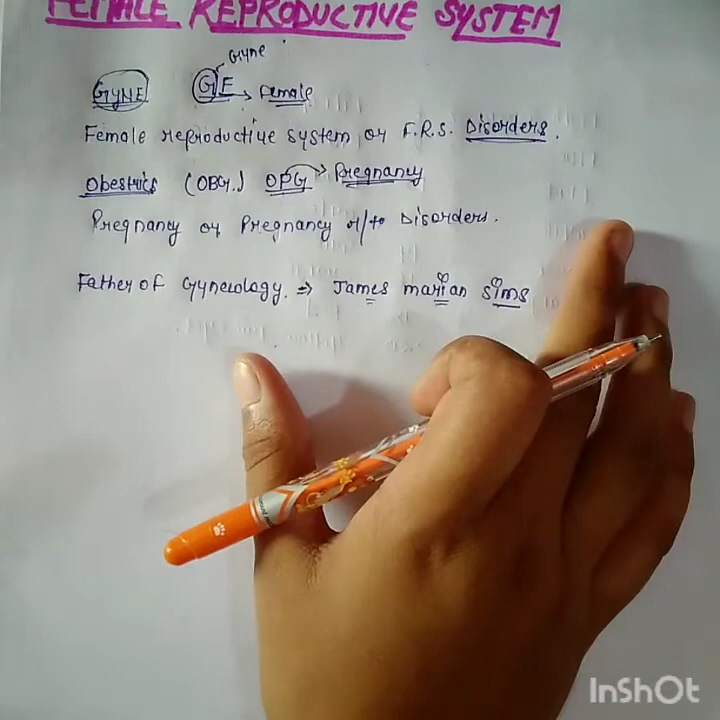 FEMALE REPRODUCTIVE SYSTEM
Gyne
GYNE GF → Female
Female reproductive system or F.R.S. Disorders.
Obestrics (OBG.) OPG → Pregnancy
Pregnancy or Pregnancy r/to Disorders.
Father of Gynecology. ⇒ James marian sims
InShOt